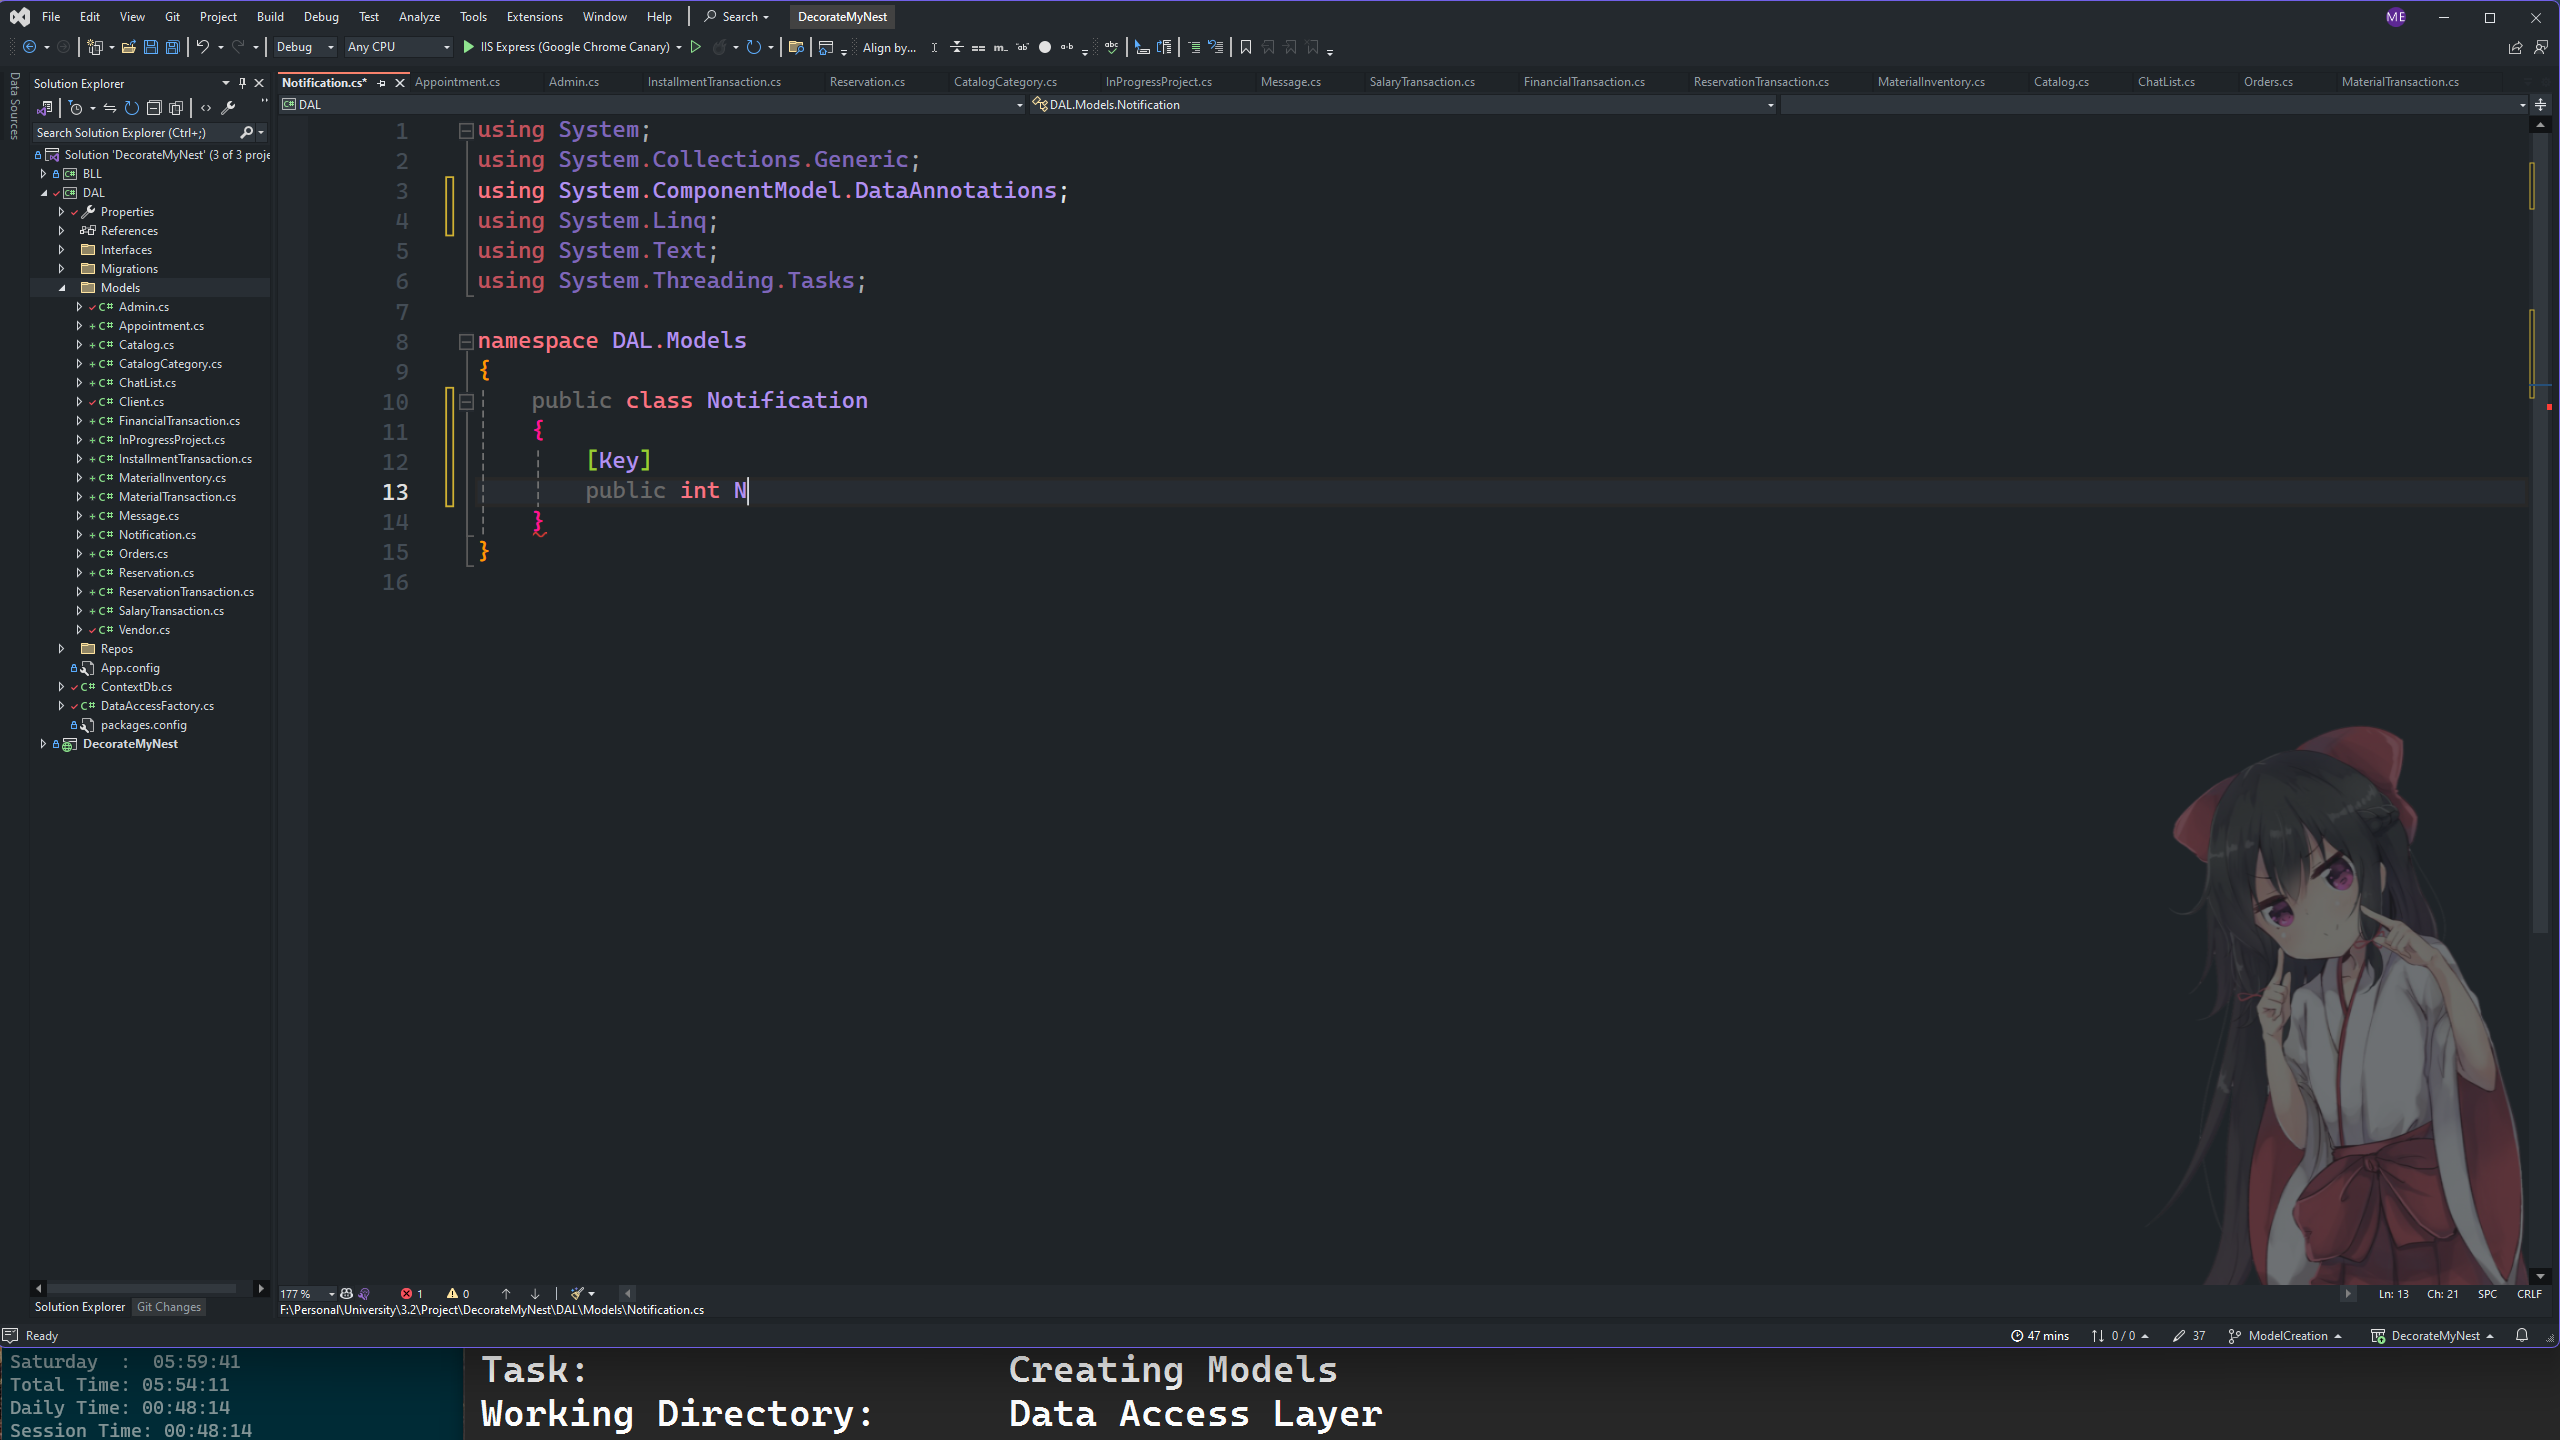 File Edit View Git Project Build Debug Test Analyze Tools Extensions Window Help Search DecorateMyNest ME
Debug Any CPU IIS Express (Google Chrome Canary) Align by...
Data Sources
Solution Explorer
Search Solution Explorer (Ctrl+;)
Solution 'DecorateMyNest' (3 of 3 proje
BLL
DAL
Properties
References
Interfaces
Migrations
Models
C# Admin.cs
C# Appointment.cs
C# Catalog.cs
C# CatalogCategory.cs
C# ChatList.cs
C# Client.cs
C# FinancialTransaction.cs
C# InProgressProject.cs
C# InstallmentTransaction.cs
C# MaterialInventory.cs
C# MaterialTransaction.cs
C# Message.cs
C# Notification.cs
C# Orders.cs
C# Reservation.cs
C# ReservationTransaction.cs
C# SalaryTransaction.cs
C# Vendor.cs
Repos
App.config
C# ContextDb.cs
C# DataAccessFactory.cs
packages.config
DecorateMyNest
Solution Explorer Git Changes
Notification.cs* Appointment.cs Admin.cs InstallmentTransaction.cs Reservation.cs CatalogCategory.cs InProgressProject.cs Message.cs SalaryTransaction.cs FinancialTransaction.cs ReservationTransaction.cs MaterialInventory.cs Catalog.cs ChatList.cs Orders.cs MaterialTransaction.cs
DAL DAL.Models.Notification
1 using System;
2 using System.Collections.Generic;
3 using System.ComponentModel.DataAnnotations;
4 using System.Linq;
5 using System.Text;
6 using System.Threading.Tasks;
7
8 namespace DAL.Models
9 {
10 public class Notification
11 {
12 [Key]
13 public int N
14 }
15 }
16
177 % 1 0 Ln: 13 Ch: 21 SPC CRLF
F:\Personal\University\3.2\Project\DecorateMyNest\DAL\Models\Notification.cs
Ready 47 mins 0 / 0 37 ModelCreation DecorateMyNest
Saturday : 05:59:41
Total Time: 05:54:11
Daily Time: 00:48:14
Session Time: 00:48:14
Task: Creating Models
Working Directory: Data Access Layer